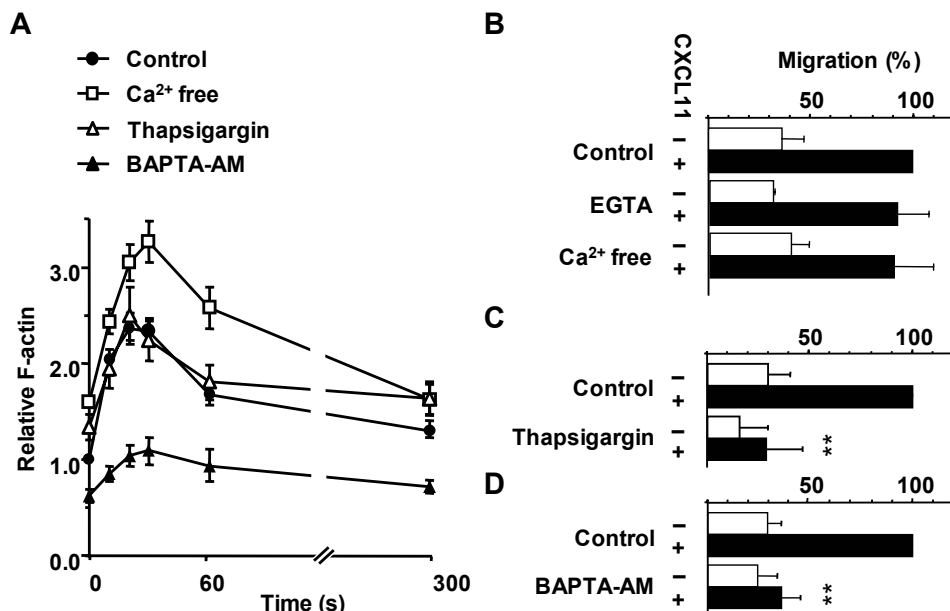 A
Control
Ca²⁺ free
Thapsigargin
BAPTA-AM
Relative F-actin
3.0
2.0
1.0
0.0
0 60 300
Time (s)
B
CXCL11
Migration (%)
50 100
Control − +
EGTA − +
Ca²⁺ free − +
C
50 100
Control − +
Thapsigargin − + **
D
50 100
Control − +
BAPTA-AM − + **